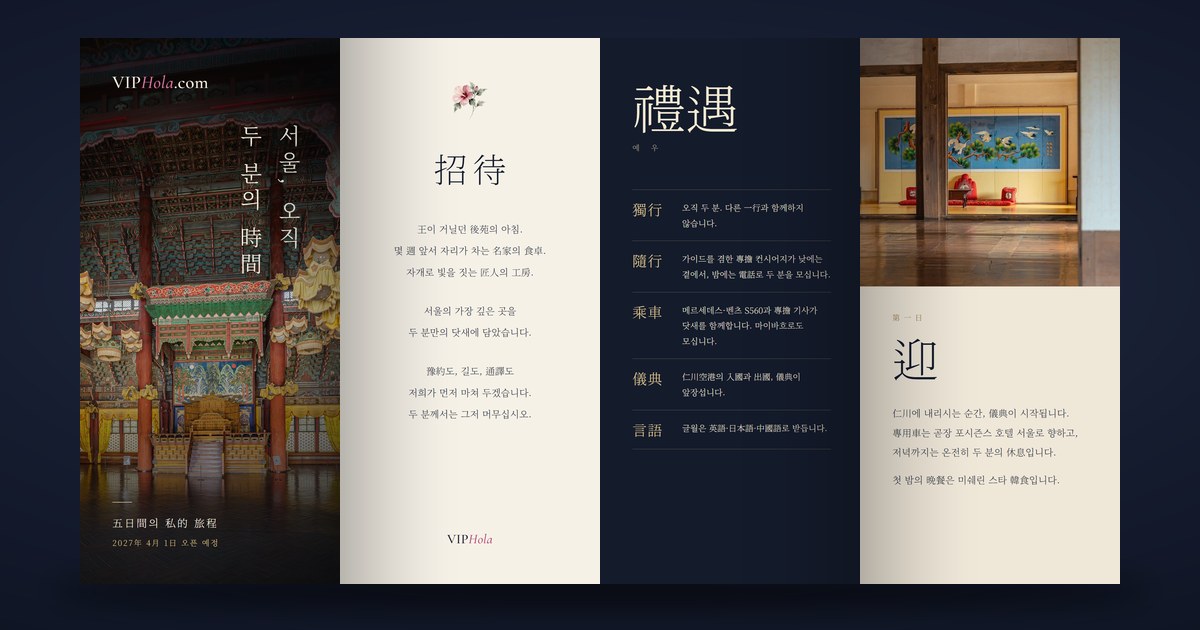 VIPHola.com
서울, 오직
두 분의 時間
五日間의 私的 旅程
2027年 4月 1日 오픈 예정
招待
王이 거닐던 後苑의 아침.
몇 週 앞서 자리가 차는 名家의 食卓.
자개로 빛을 짓는 匠人의 工房.
서울의 가장 깊은 곳을
두 분만의 닷새에 담았습니다.
豫約도, 길도, 通譯도
저희가 먼저 마쳐 두겠습니다.
두 분께서는 그저 머무십시오.
VIPHola
禮遇
예 우
獨行
오직 두 분. 다른 一行과 함께하지
않습니다.
隨行
가이드를 겸한 專擔 컨시어지가 낮에는
곁에서, 밤에는 電話로 두 분을 모십니다.
乘車
메르세데스-벤츠 S560과 專擔 기사가
닷새를 함께합니다. 마이바흐로도
모십니다.
儀典
仁川空港의 入國과 出國, 儀典이
앞장섭니다.
言語
글월은 英語·日本語·中國語로 받듭니다.
第一日
迎
仁川에 내리시는 순간, 儀典이 시작됩니다.
專用車는 곧장 포시즌스 호텔 서울로 향하고,
저녁까지는 온전히 두 분의 休息입니다.
첫 밤의 晩餐은 미쉐린 스타 韓食입니다.